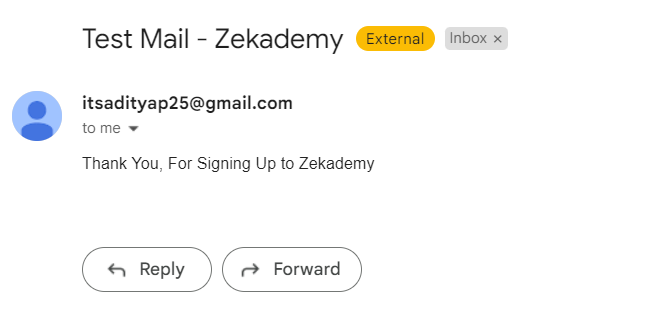 Test Mail - Zekademy External Inbox ×
itsadityap25@gmail.com
to me
Thank You, For Signing Up to Zekademy
Reply Forward